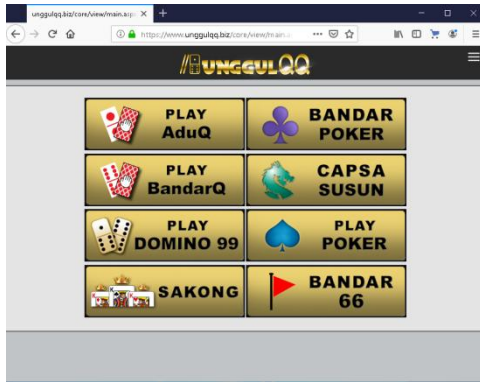 unggulqq.biz/core/view/main.asp
https://www.unggulqq.biz/core/view/main.a
UNGGULQQ
PLAY
AduQ
BANDAR
POKER
PLAY
BandarQ
CAPSA
SUSUN
PLAY
DOMINO 99
PLAY
POKER
SAKONG
BANDAR
66